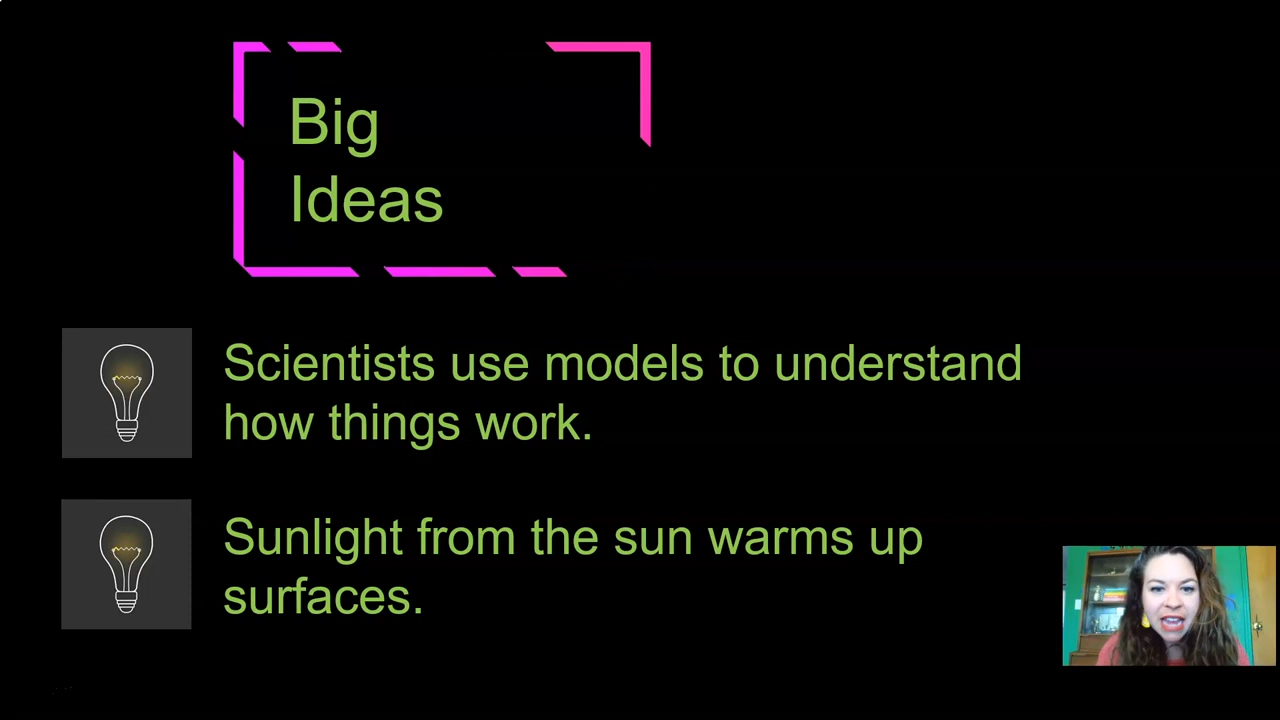 Big
Ideas
Scientists use models to understand
how things work.
Sunlight from the sun warms up
surfaces.